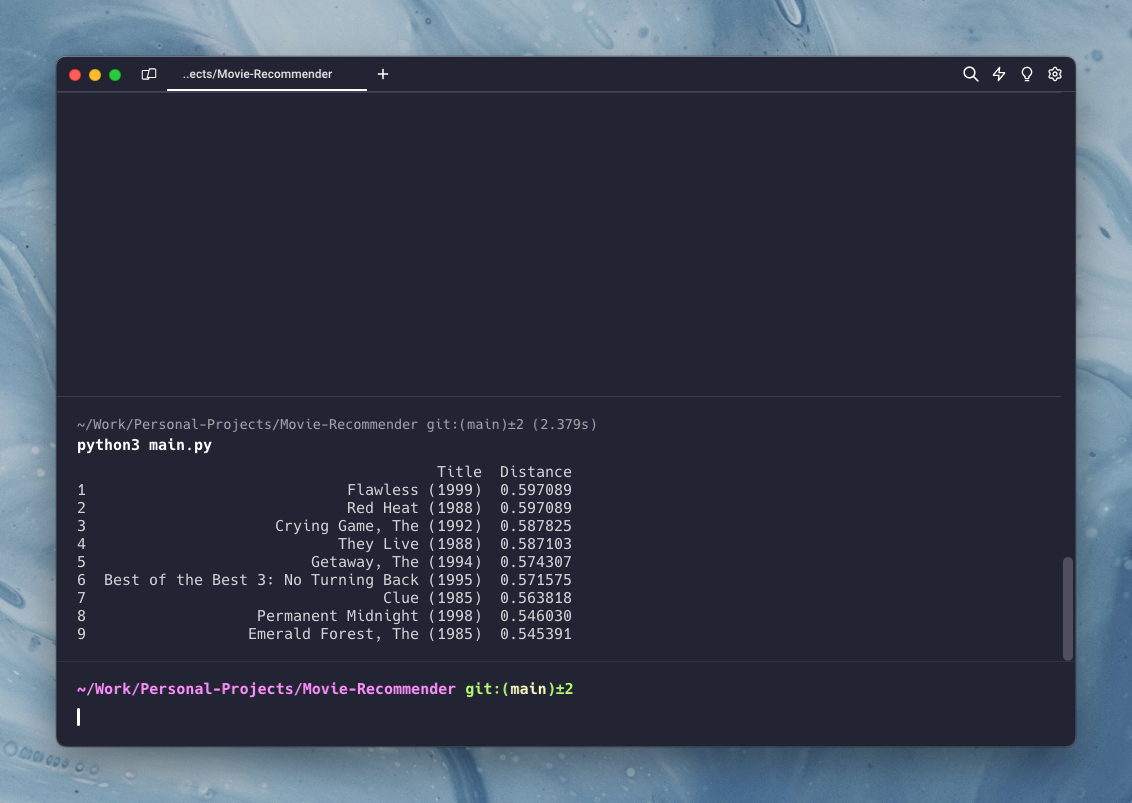 ..ects/Movie-Recommender
~/Work/Personal-Projects/Movie-Recommender git:(main)±2 (2.379s)
python3 main.py
Title Distance
1 Flawless (1999) 0.597089
2 Red Heat (1988) 0.597089
3 Crying Game, The (1992) 0.587825
4 They Live (1988) 0.587103
5 Getaway, The (1994) 0.574307
6 Best of the Best 3: No Turning Back (1995) 0.571575
7 Clue (1985) 0.563818
8 Permanent Midnight (1998) 0.546030
9 Emerald Forest, The (1985) 0.545391
~/Work/Personal-Projects/Movie-Recommender git:(main)±2